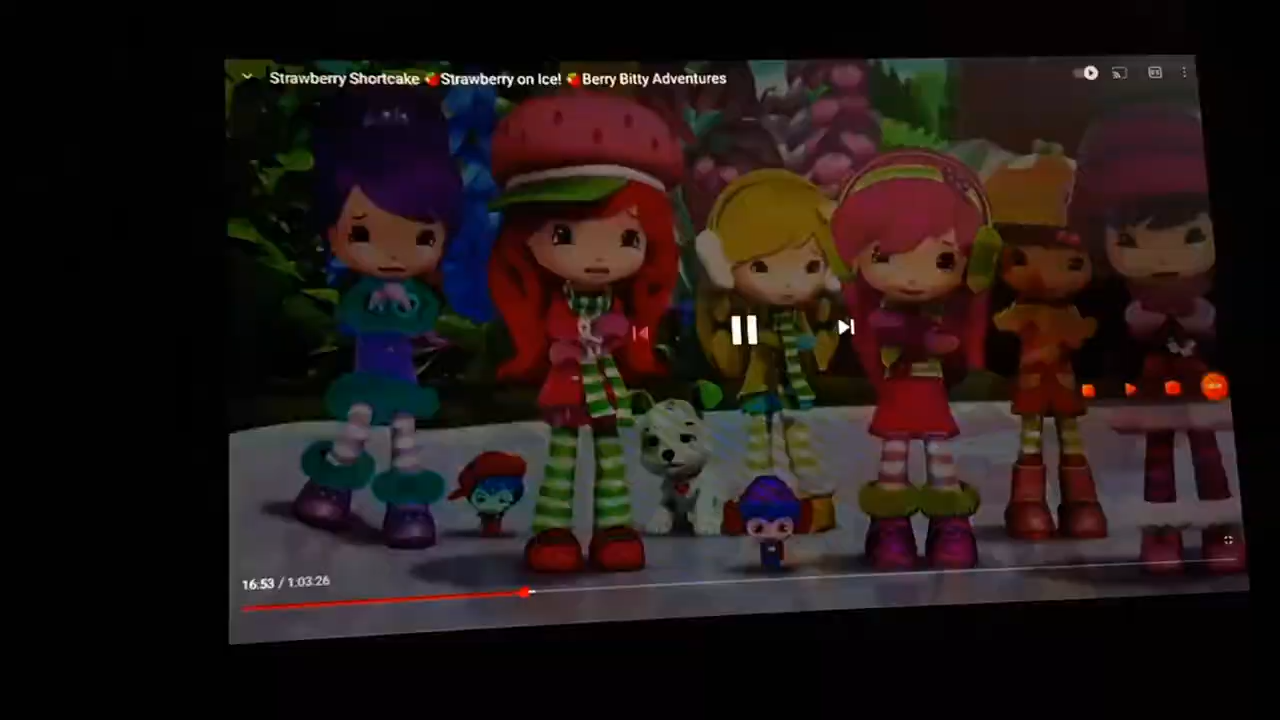 Strawberry Shortcake 🍓Strawberry on Ice! 🍓Berry Bitty Adventures
16:53 / 1:03:26